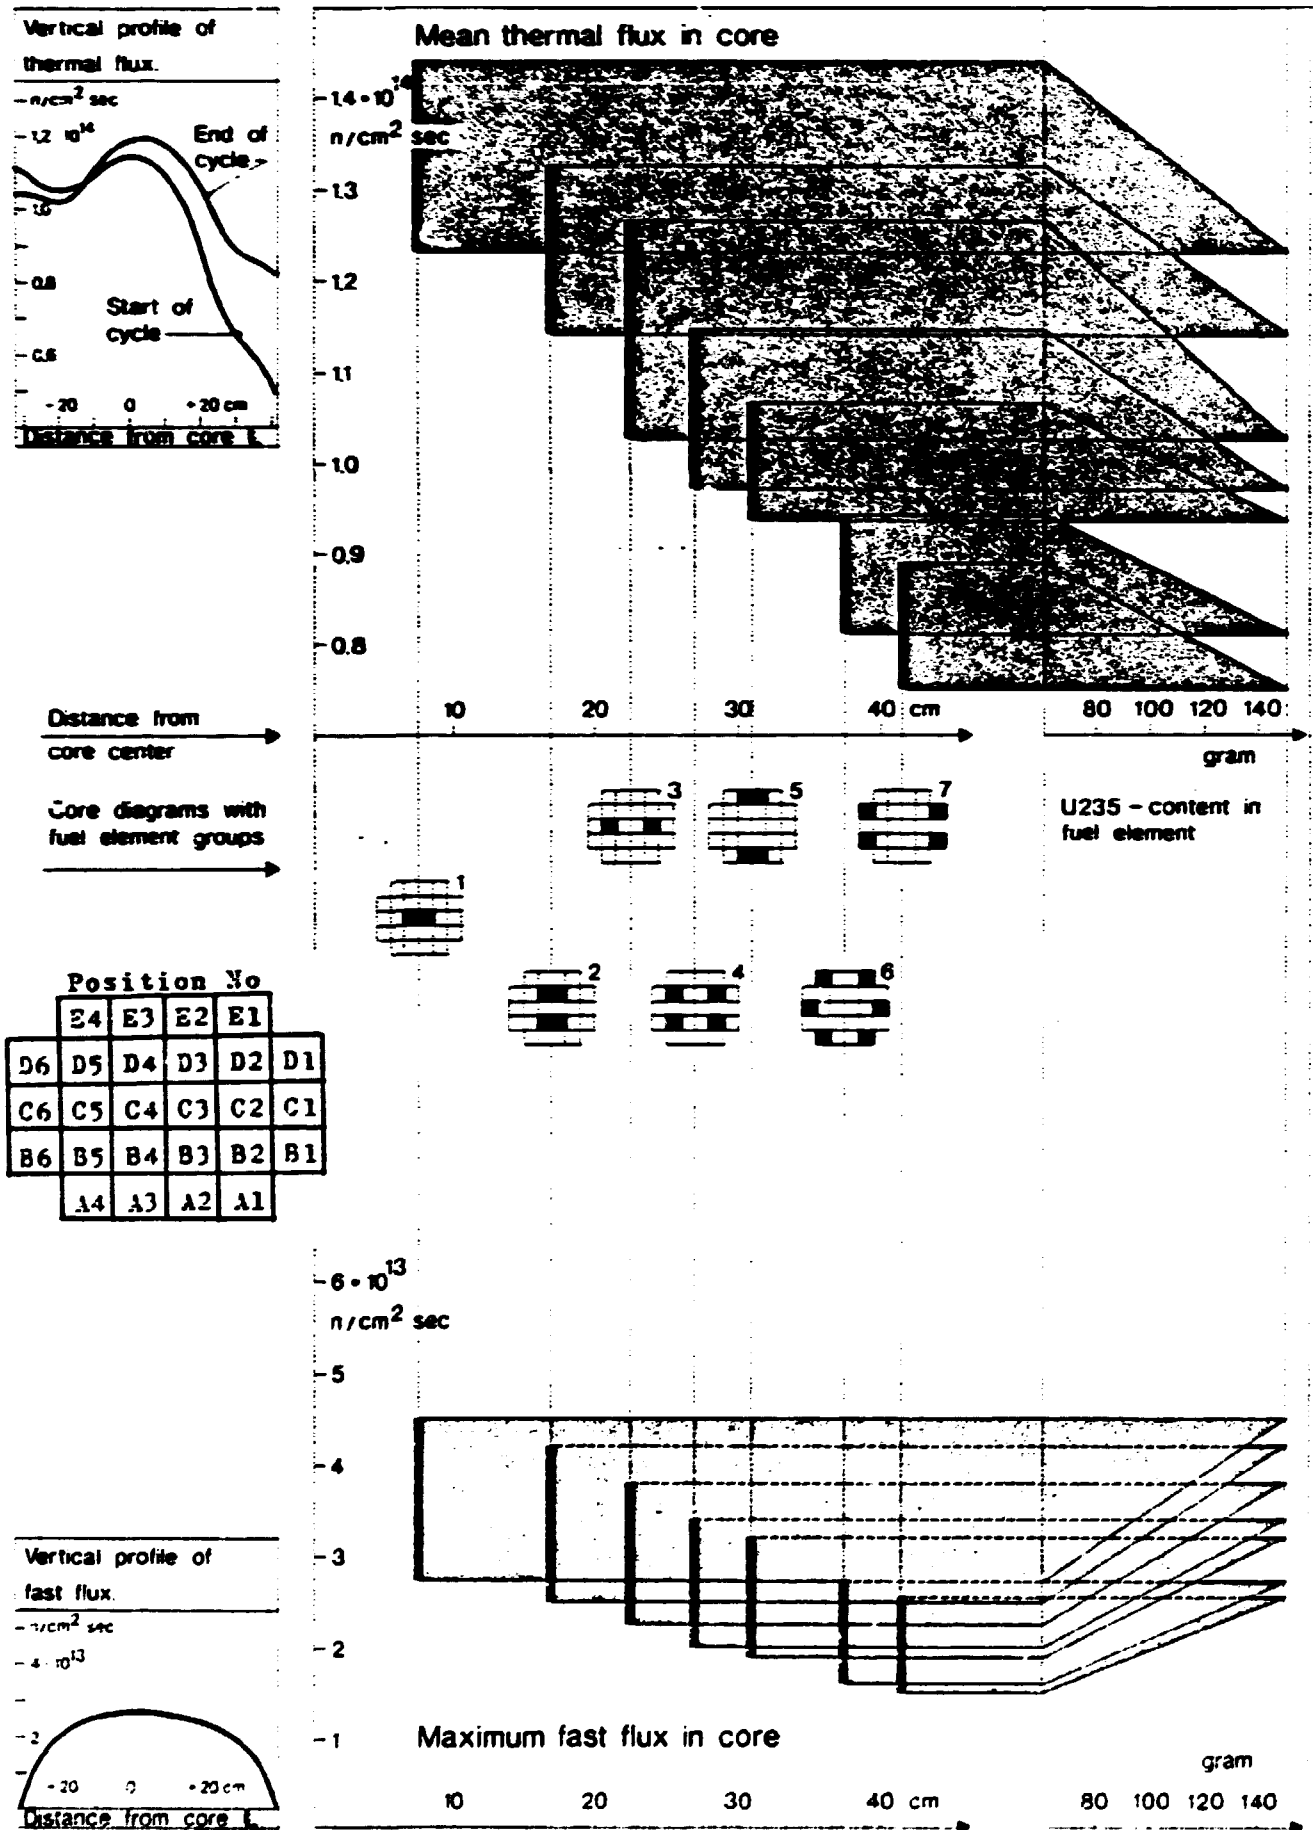 Vertical profile of
thermal flux.
n/cm² sec
1.2 10¹⁴
End of
cycle
1.0
0.8
Start of
cycle
0.6
-20 0 +20 cm
Distance from core ℄
Mean thermal flux in core
1.4 • 10¹⁴
n/cm² sec
1.3
1.2
1.1
1.0
0.9
0.8
10 20 30 40 cm
80 100 120 140
gram
Distance from
core center
Core diagrams with
fuel element groups
U235 - content in
fuel element
3
5
7
1
2
4
6
Position No
E4 E3 E2 E1
D6 D5 D4 D3 D2 D1
C6 C5 C4 C3 C2 C1
B6 B5 B4 B3 B2 B1
A4 A3 A2 A1
6 • 10¹³
n/cm² sec
5
4
3
2
1
Maximum fast flux in core
Vertical profile of
fast flux.
n/cm² sec
4 · 10¹³
2
-20 0 +20 cm
Distance from core ℄
10 20 30 40 cm
gram
80 100 120 140